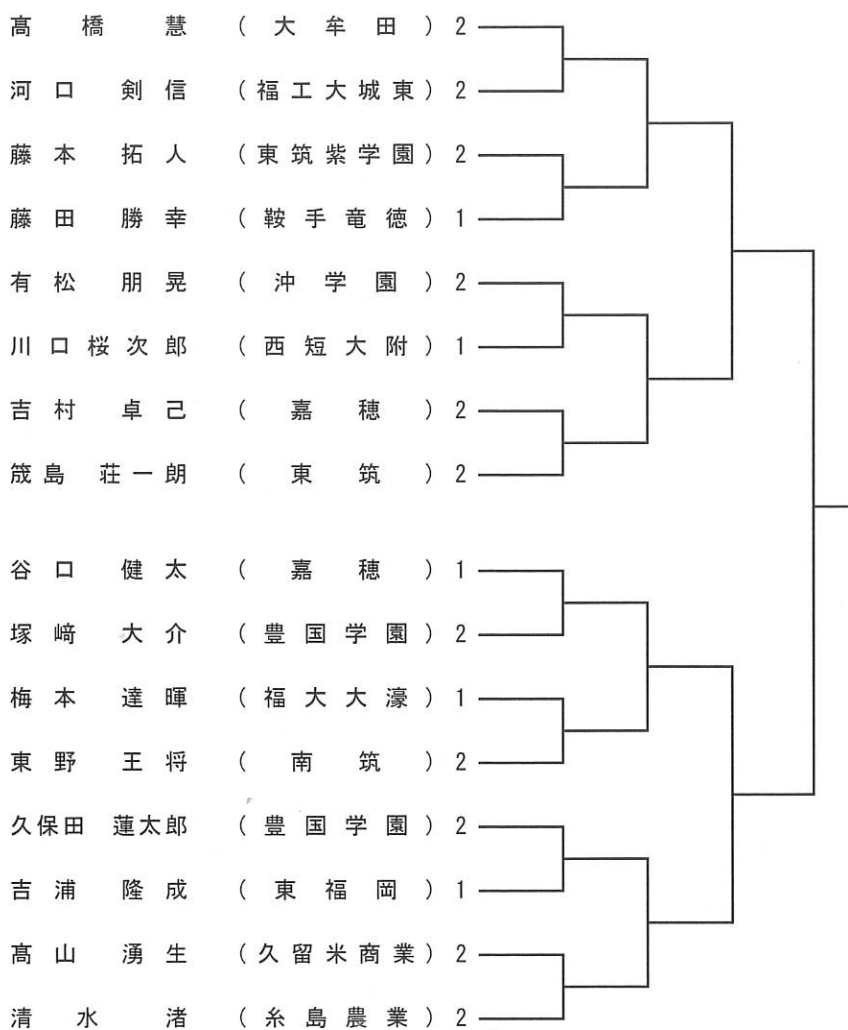 髙橋慧 (大牟田) 2
河口剣信 (福工大城東) 2
藤本拓人 (東筑紫学園) 2
藤田勝幸 (鞍手竜徳) 1
有松朋晃 (沖学園) 2
川口桜次郎 (西短大附) 1
吉村卓己 (嘉穂) 2
筬島荘一朗 (東筑) 2
谷口健太 (嘉穂) 1
塚﨑大介 (豊国学園) 2
梅本達暉 (福大大濠) 1
東野王将 (南筑) 2
久保田蓮太郎 (豊国学園) 2
吉浦隆成 (東福岡) 1
髙山湧生 (久留米商業) 2
清水渚 (糸島農業) 2